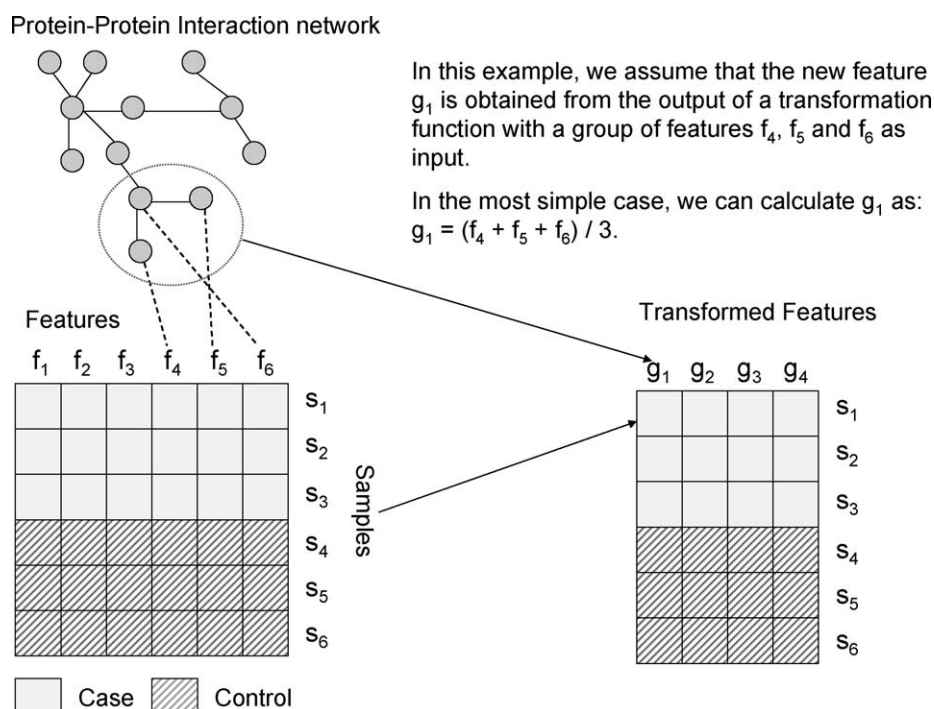 Protein-Protein Interaction network
In this example, we assume that the new feature
g₁ is obtained from the output of a transformation
function with a group of features f₄, f₅ and f₆ as
input.
In the most simple case, we can calculate g₁ as:
g₁ = (f₄ + f₅ + f₆) / 3.
Features
f₁ f₂ f₃ f₄ f₅ f₆
s₁
s₂
s₃
s₄
s₅
s₆
Samples
Transformed Features
g₁ g₂ g₃ g₄
s₁
s₂
s₃
s₄
s₅
s₆
Case Control